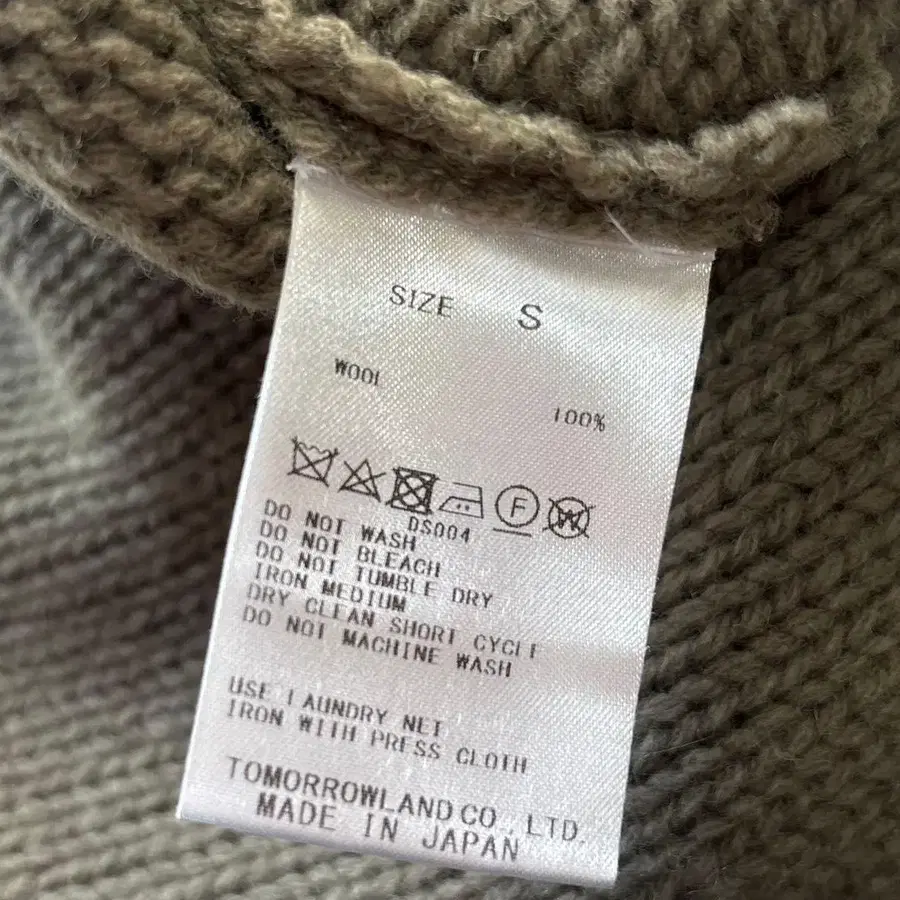 SIZE S
WOOL
100%
F W
DS004
DO NOT WASH
DO NOT BLEACH
DO NOT TUMBLE DRY
IRON MEDIUM
DRY CLEAN SHORT CYCLE
DO NOT MACHINE WASH
USE LAUNDRY NET
IRON WITH PRESS CLOTH
TOMORROWLAND CO.,LTD.
MADE IN JAPAN